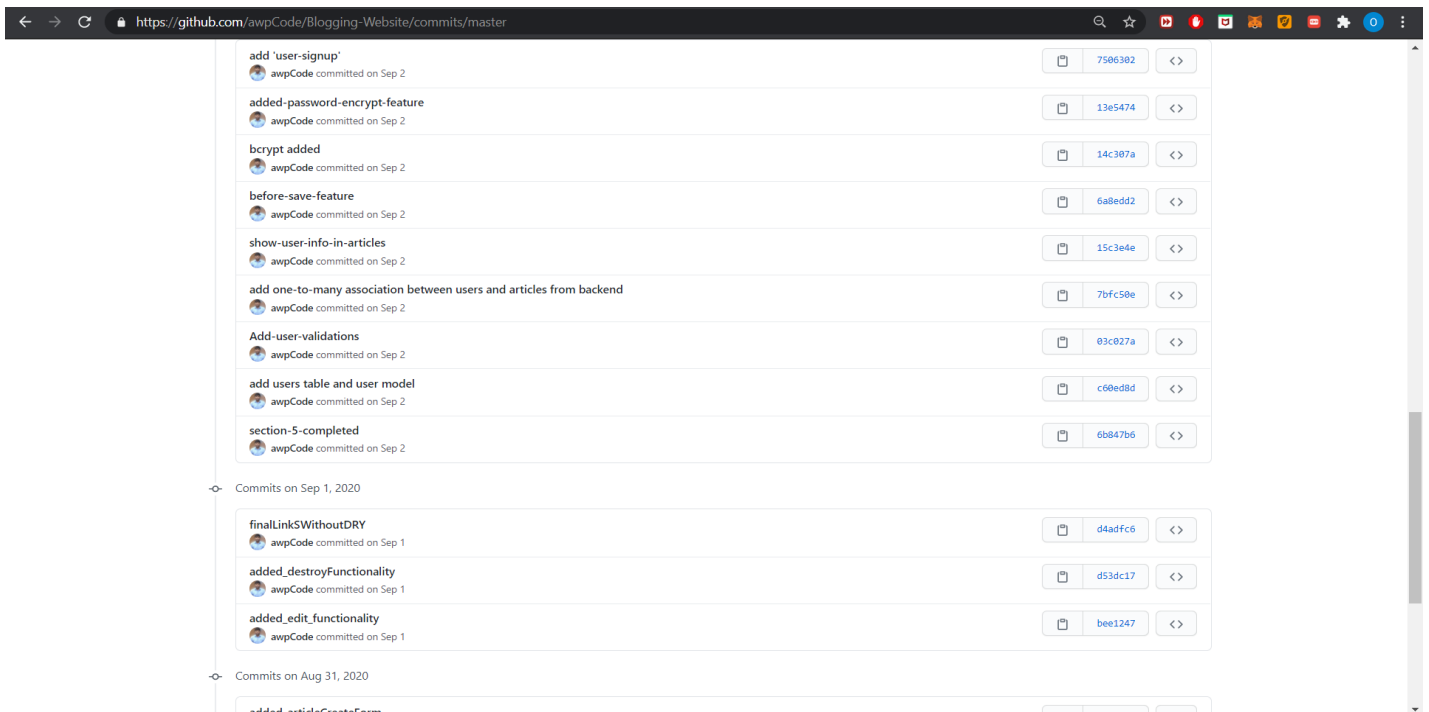 https://github.com/awpCode/Blogging-Website/commits/master
O
add 'user-signup'
awpCode committed on Sep 2
7506302
added-password-encrypt-feature
awpCode committed on Sep 2
13e5474
bcrypt added
awpCode committed on Sep 2
14c307a
before-save-feature
awpCode committed on Sep 2
6a8edd2
show-user-info-in-articles
awpCode committed on Sep 2
15c3e4e
add one-to-many association between users and articles from backend
awpCode committed on Sep 2
7bfc50e
Add-user-validations
awpCode committed on Sep 2
03c027a
add users table and user model
awpCode committed on Sep 2
c60ed8d
section-5-completed
awpCode committed on Sep 2
6b847b6
Commits on Sep 1, 2020
finalLinkSWithoutDRY
awpCode committed on Sep 1
d4adfc6
added_destroyFunctionality
awpCode committed on Sep 1
d53dc17
added_edit_functionality
awpCode committed on Sep 1
bee1247
Commits on Aug 31, 2020
added_articleCreateForm